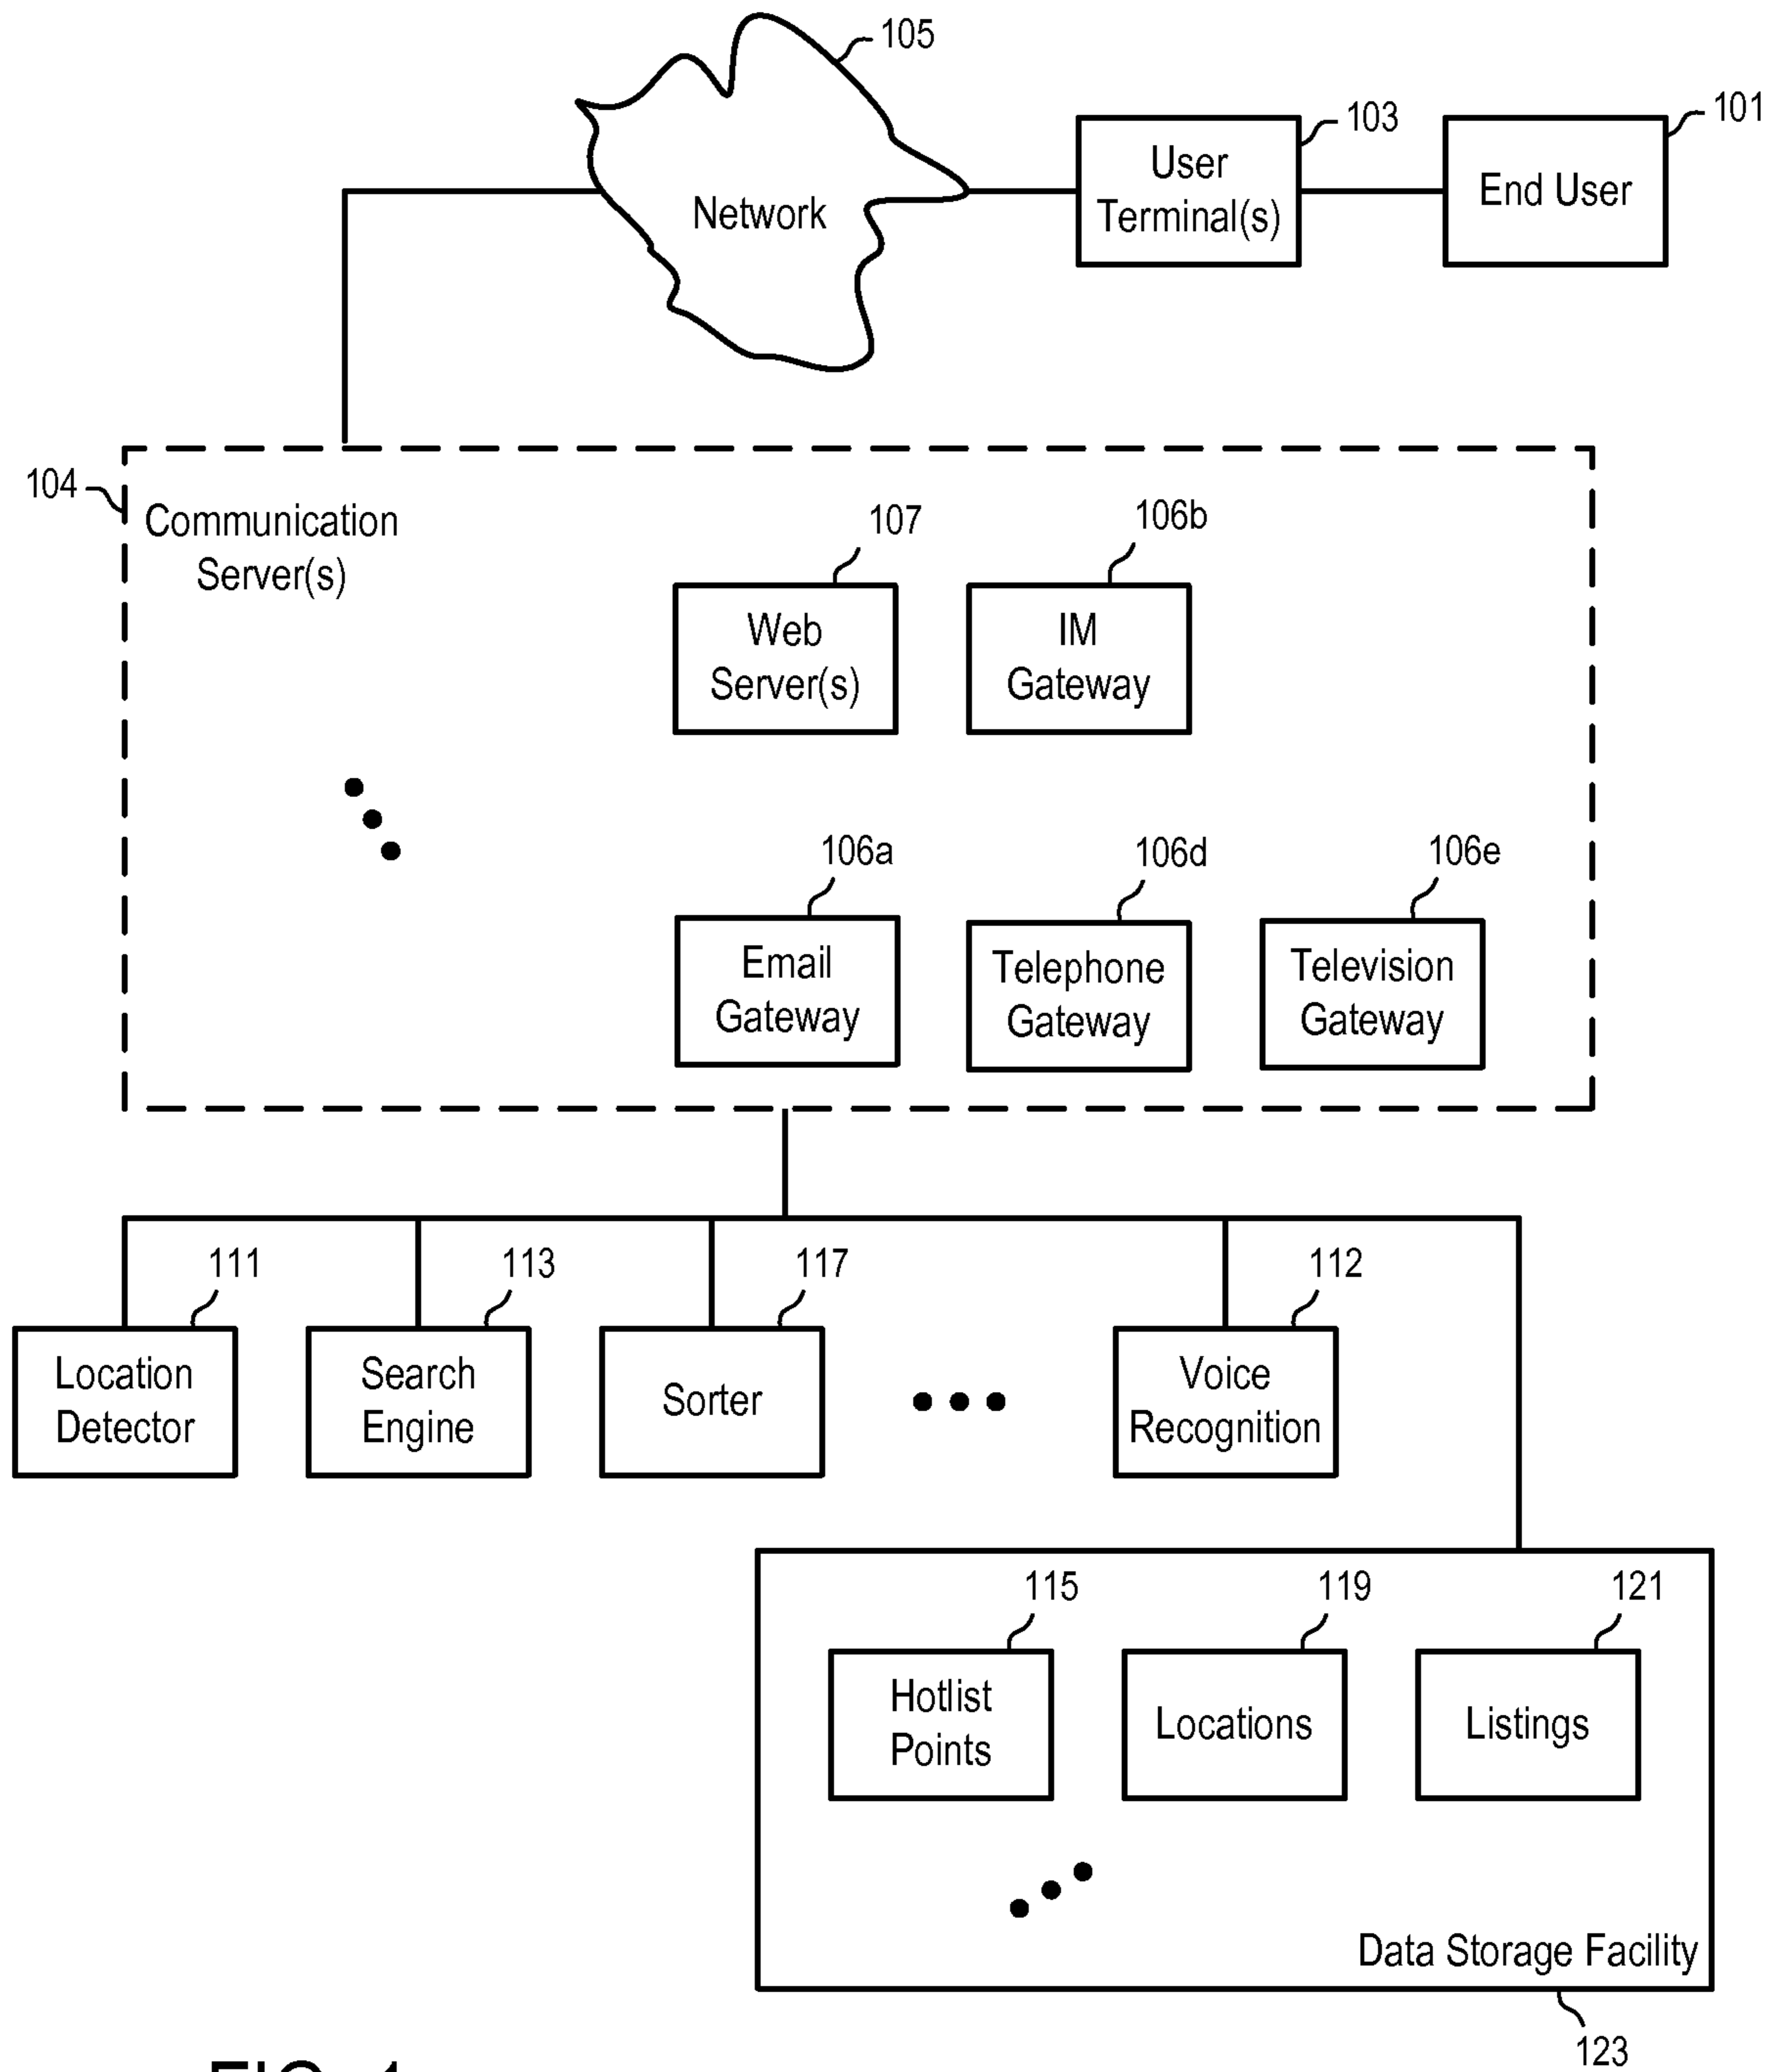 105
103
101
User
Terminal(s)
End User
Network
104
Communication
Server(s)
107
106b
Web
Server(s)
IM
Gateway
106a
106d
106e
Email
Gateway
Telephone
Gateway
Television
Gateway
111
113
117
112
Location
Detector
Search
Engine
Sorter
Voice
Recognition
115
119
121
Hotlist
Points
Locations
Listings
Data Storage Facility
123
FIG. 1